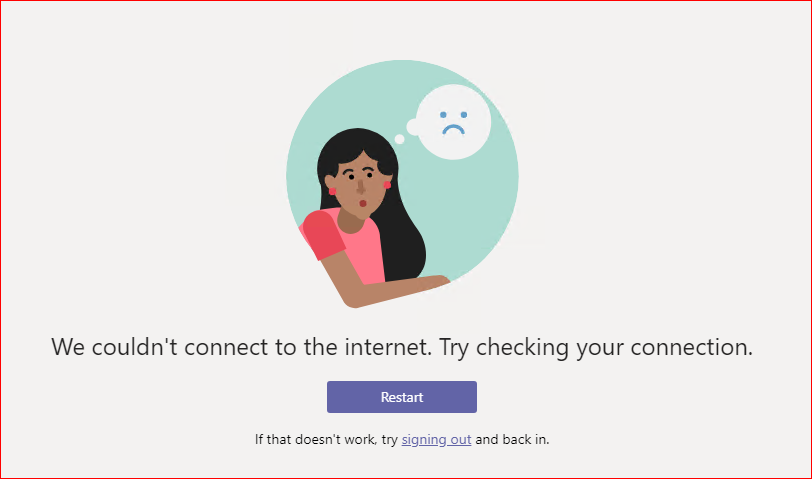 We couldn't connect to the internet. Try checking your connection.
Restart
If that doesn't work, try signing out and back in.